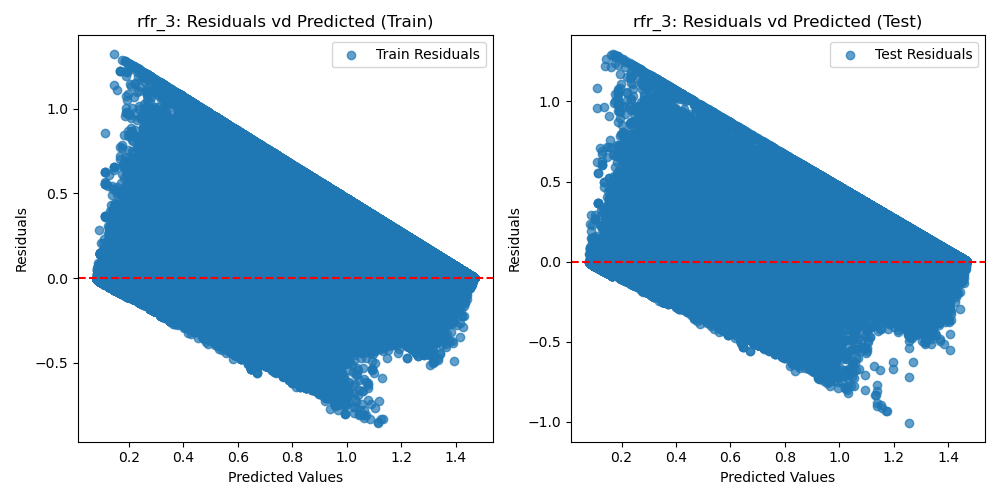 rfr_3: Residuals vd Predicted (Train)
Train Residuals
1.0
0.5
0.0
−0.5
Residuals
0.2 0.4 0.6 0.8 1.0 1.2 1.4
Predicted Values
rfr_3: Residuals vd Predicted (Test)
Test Residuals
1.0
0.5
0.0
−0.5
−1.0
Residuals
0.2 0.4 0.6 0.8 1.0 1.2 1.4
Predicted Values